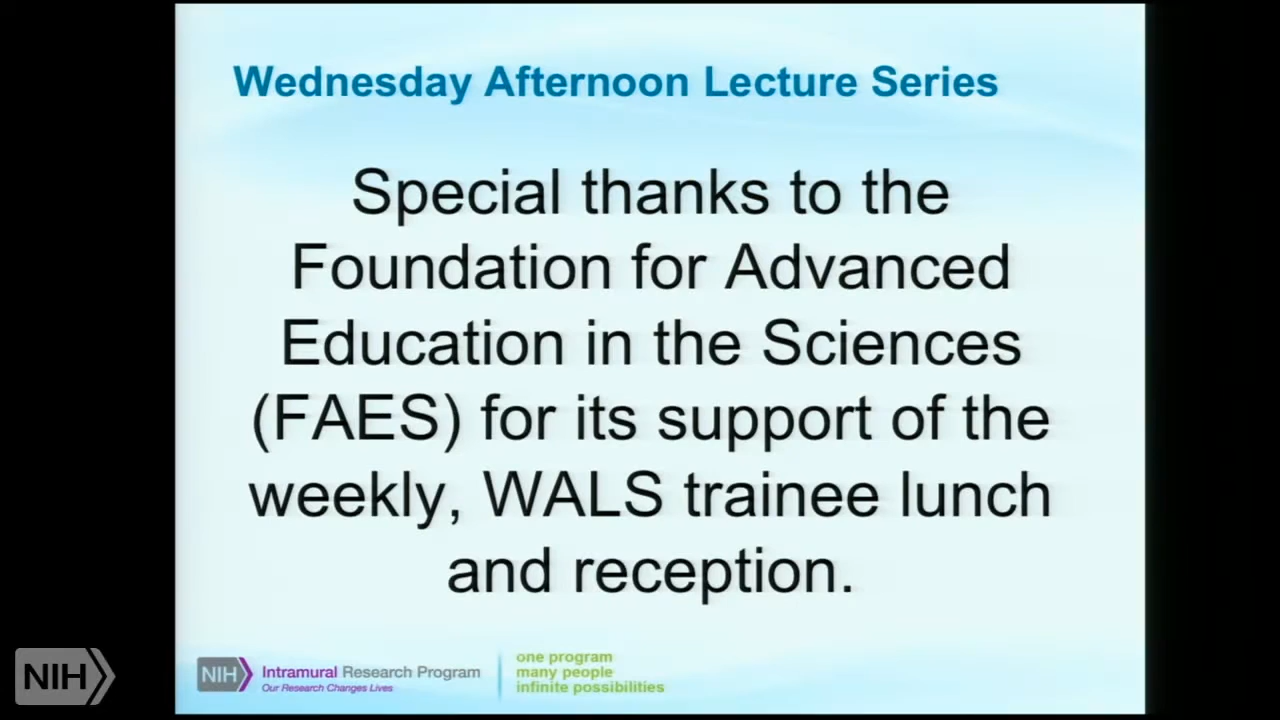 Wednesday Afternoon Lecture Series
Special thanks to the
Foundation for Advanced
Education in the Sciences
(FAES) for its support of the
weekly, WALS trainee lunch
and reception.
NIH Intramural Research Program
Our Research Changes Lives
one program
many people
infinite possibilities
NIH